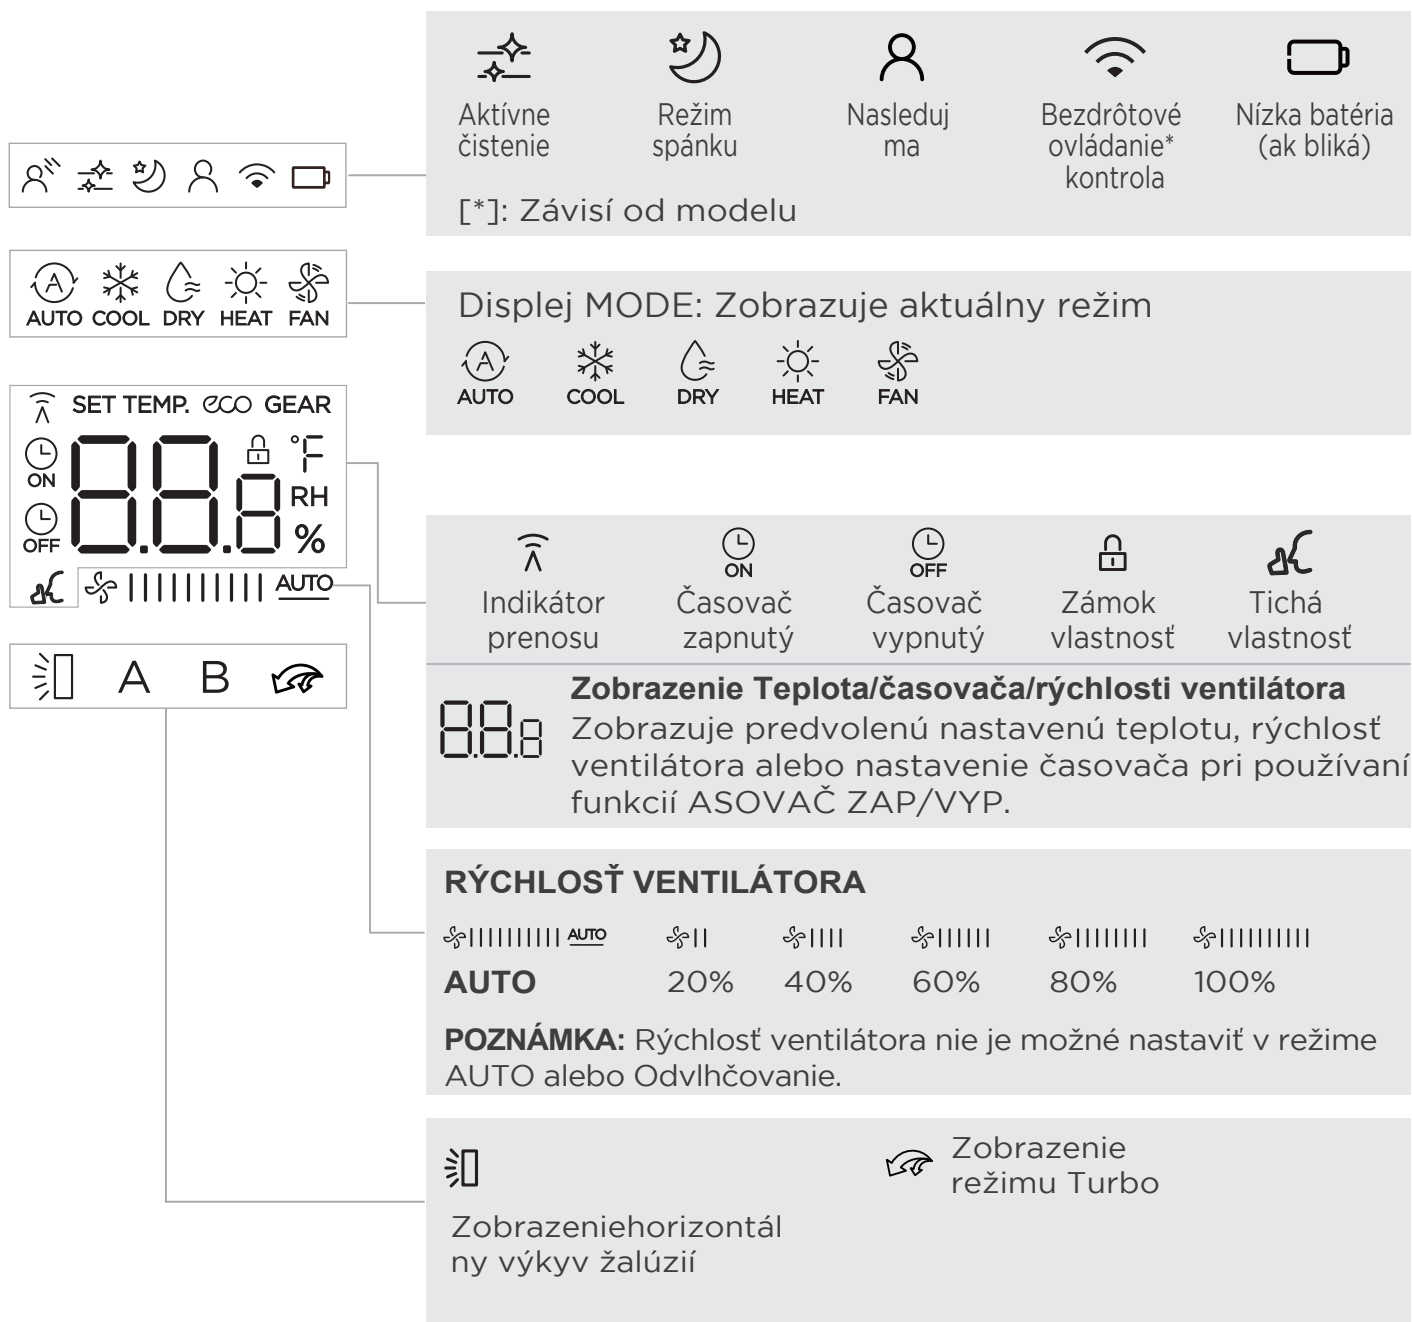 Aktívne
čistenie
Režim
spánku
Nasleduj
ma
Bezdrôtové
ovládanie*
kontrola
Nízka batéria
(ak bliká)
[*]: Závisí od modelu
AUTO COOL DRY HEAT FAN
Displej MODE: Zobrazuje aktuálny režim
AUTO COOL DRY HEAT FAN
SET TEMP. eco GEAR
ON
OFF
88.8
°F
RH
%
AUTO
A B
ON
OFF
Indikátor
prenosu
Časovač
zapnutý
Časovač
vypnutý
Zámok
vlastnosť
Tichá
vlastnosť
88.8
Zobrazenie Teplota/časovača/rýchlosti ventilátora
Zobrazuje predvolenú nastavenú teplotu, rýchlosť
ventilátora alebo nastavenie časovača pri používaní
funkcií ASOVAČ ZAP/VYP.
RÝCHLOSŤ VENTILÁTORA
AUTO
AUTO 20% 40% 60% 80% 100%
POZNÁMKA: Rýchlosť ventilátora nie je možné nastaviť v režime
AUTO alebo Odvlhčovanie.
Zobrazeniehorizontál
ny výkyv žalúzií
Zobrazenie
režimu Turbo